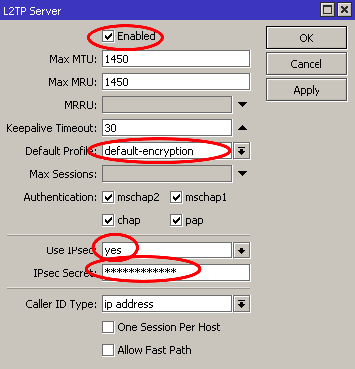 L2TP Server
Enabled OK
Max MTU: 1450 Cancel
Max MRU: 1450 Apply
MRRU:
Keepalive Timeout: 30
Default Profile: default-encryption
Max Sessions:
Authentication: mschap2 mschap1
chap pap
Use IPsec: yes
IPsec Secret: ************
Caller ID Type: ip address
One Session Per Host
Allow Fast Path